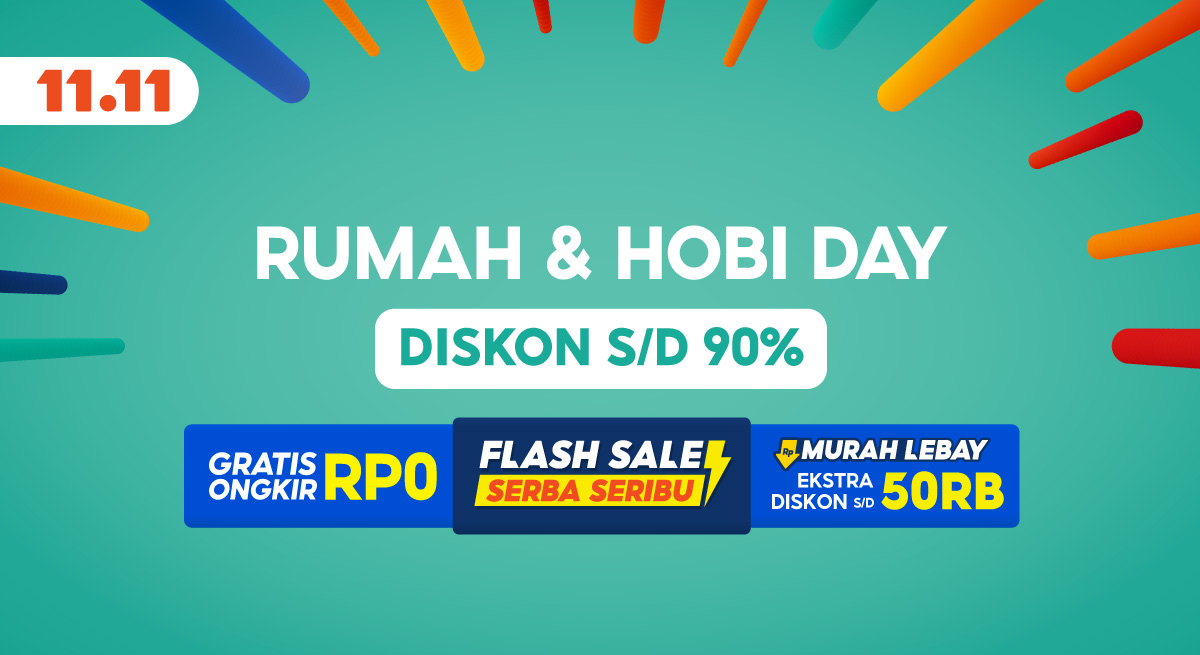 11.11
RUMAH & HOBI DAY
DISKON S/D 90%
GRATIS
ONGKIR RP0
FLASH SALE
SERBA SERIBU
Rp MURAH LEBAY
EKSTRA
DISKON S/D 50RB